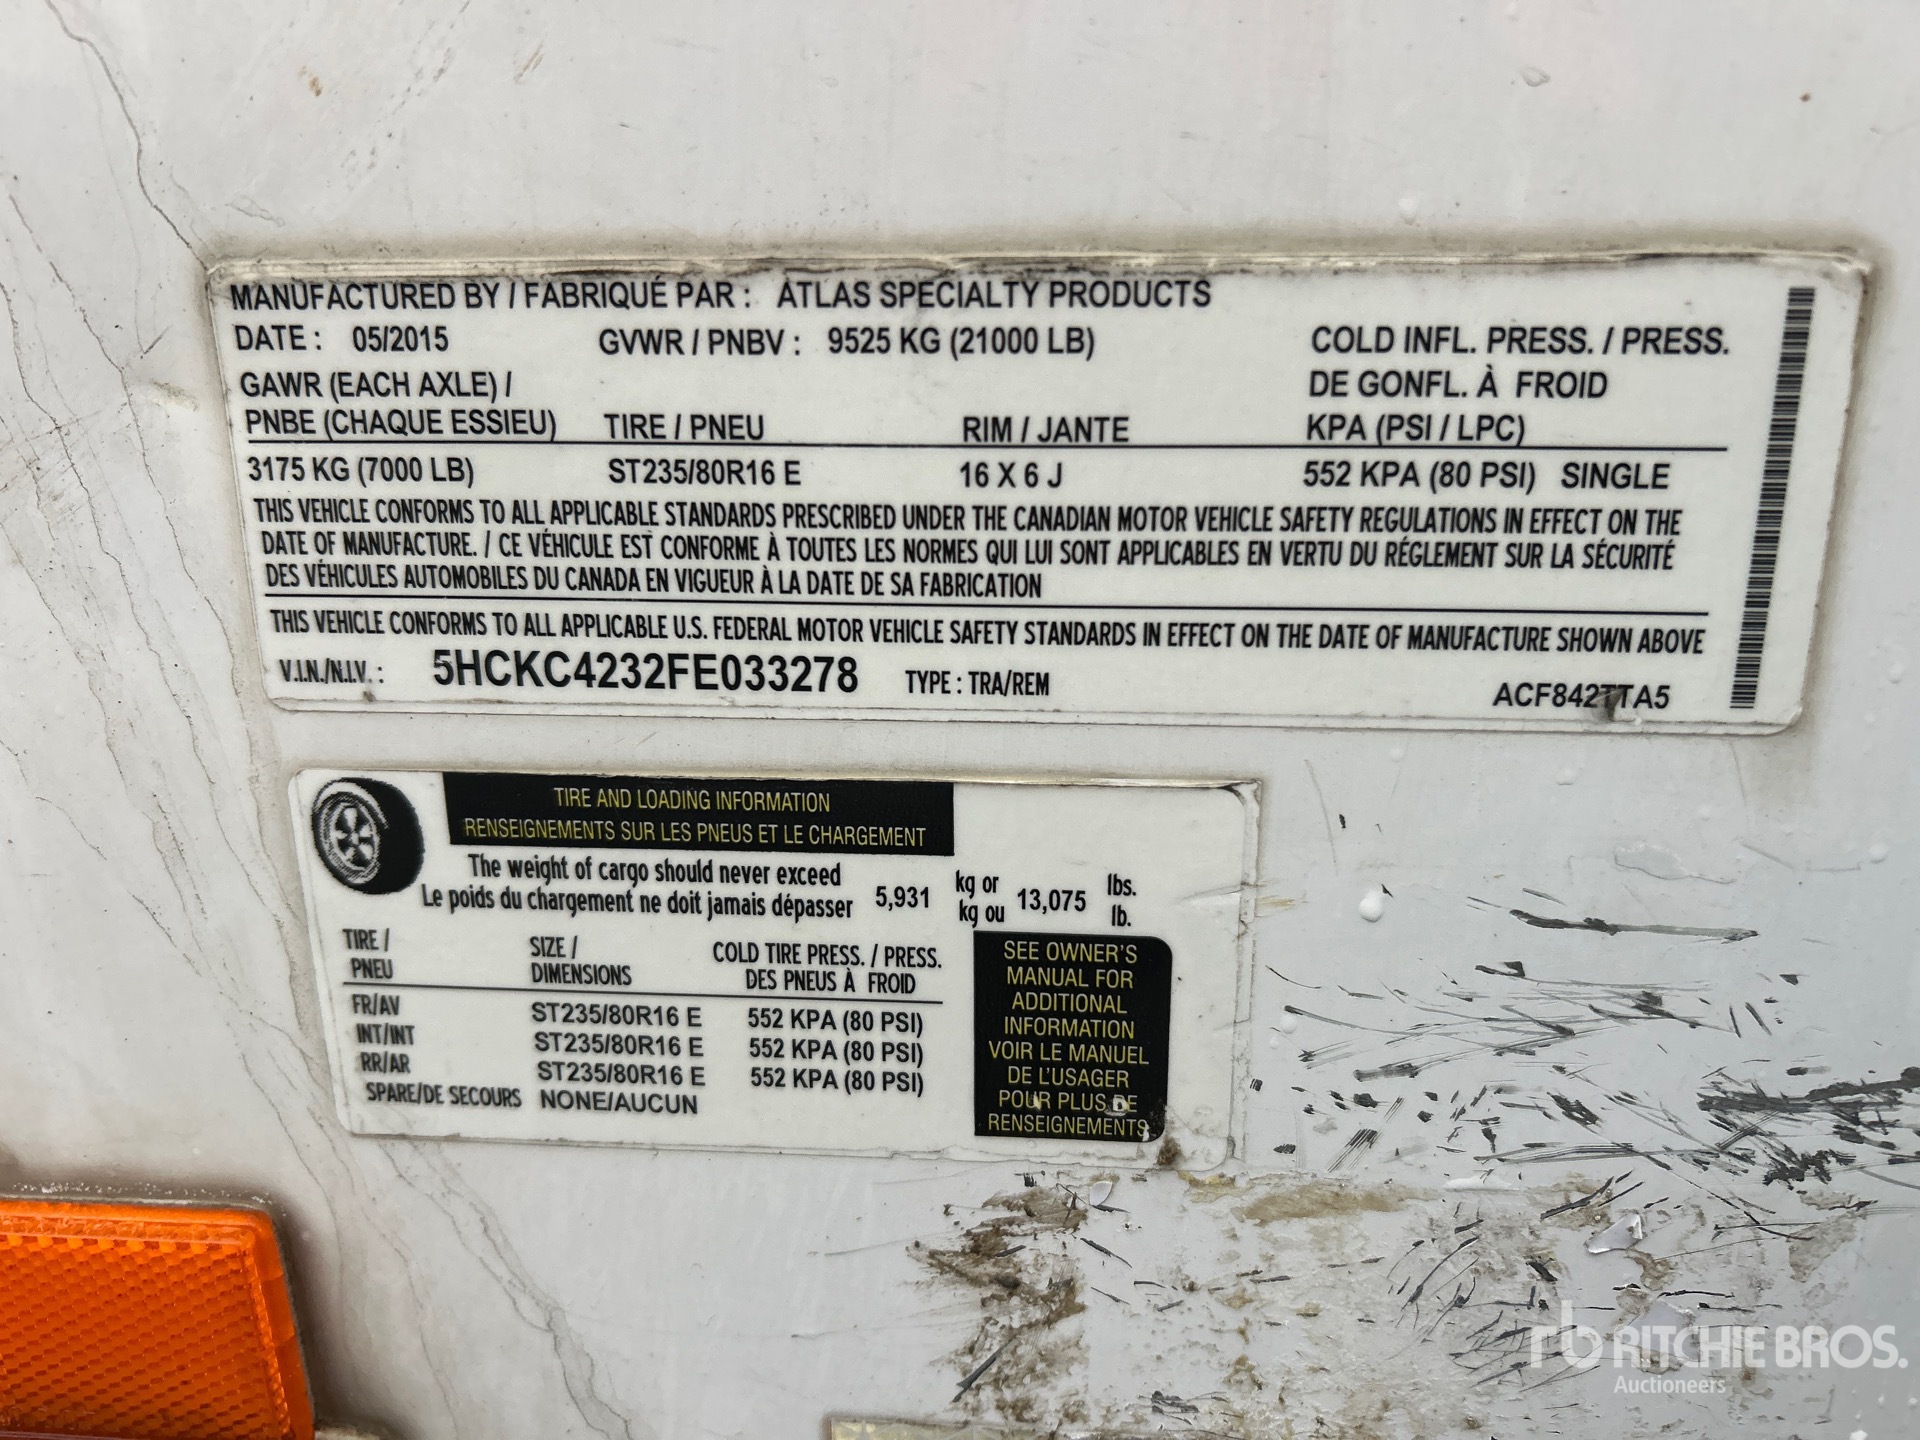 MANUFACTURED BY / FABRIQUÉ PAR : ATLAS SPECIALTY PRODUCTS
DATE : 05/2015 GVWR / PNBV : 9525 KG (21000 LB) COLD INFL. PRESS. / PRESS.
GAWR (EACH AXLE) / DE GONFL. À FROID
PNBE (CHAQUE ESSIEU) TIRE / PNEU RIM / JANTE KPA (PSI / LPC)
3175 KG (7000 LB) ST235/80R16 E 16 X 6 J 552 KPA (80 PSI) SINGLE
THIS VEHICLE CONFORMS TO ALL APPLICABLE STANDARDS PRESCRIBED UNDER THE CANADIAN MOTOR VEHICLE SAFETY REGULATIONS IN EFFECT ON THE
DATE OF MANUFACTURE. / CE VÉHICULE EST CONFORME À TOUTES LES NORMES QUI LUI SONT APPLICABLES EN VERTU DU RÉGLEMENT SUR LA SÉCURITÉ
DES VÉHICULES AUTOMOBILES DU CANADA EN VIGUEUR À LA DATE DE SA FABRICATION
THIS VEHICLE CONFORMS TO ALL APPLICABLE U.S. FEDERAL MOTOR VEHICLE SAFETY STANDARDS IN EFFECT ON THE DATE OF MANUFACTURE SHOWN ABOVE
V.I.N./N.I.V. : 5HCKC4232FE033278 TYPE : TRA/REM ACF842TTA5
TIRE AND LOADING INFORMATION
RENSEIGNEMENTS SUR LES PNEUS ET LE CHARGEMENT
The weight of cargo should never exceed kg or lbs.
Le poids du chargement ne doit jamais dépasser 5,931 kg ou 13,075 lb.
TIRE / SIZE / COLD TIRE PRESS. / PRESS.
PNEU DIMENSIONS DES PNEUS À FROID
FR/AV ST235/80R16 E 552 KPA (80 PSI)
INT/INT ST235/80R16 E 552 KPA (80 PSI)
RR/AR ST235/80R16 E 552 KPA (80 PSI)
SPARE/DE SECOURS NONE/AUCUN
SEE OWNER'S
MANUAL FOR
ADDITIONAL
INFORMATION
VOIR LE MANUEL
DE L'USAGER
POUR PLUS DE
RENSEIGNEMENTS
rb RITCHIE BROS.
Auctioneers